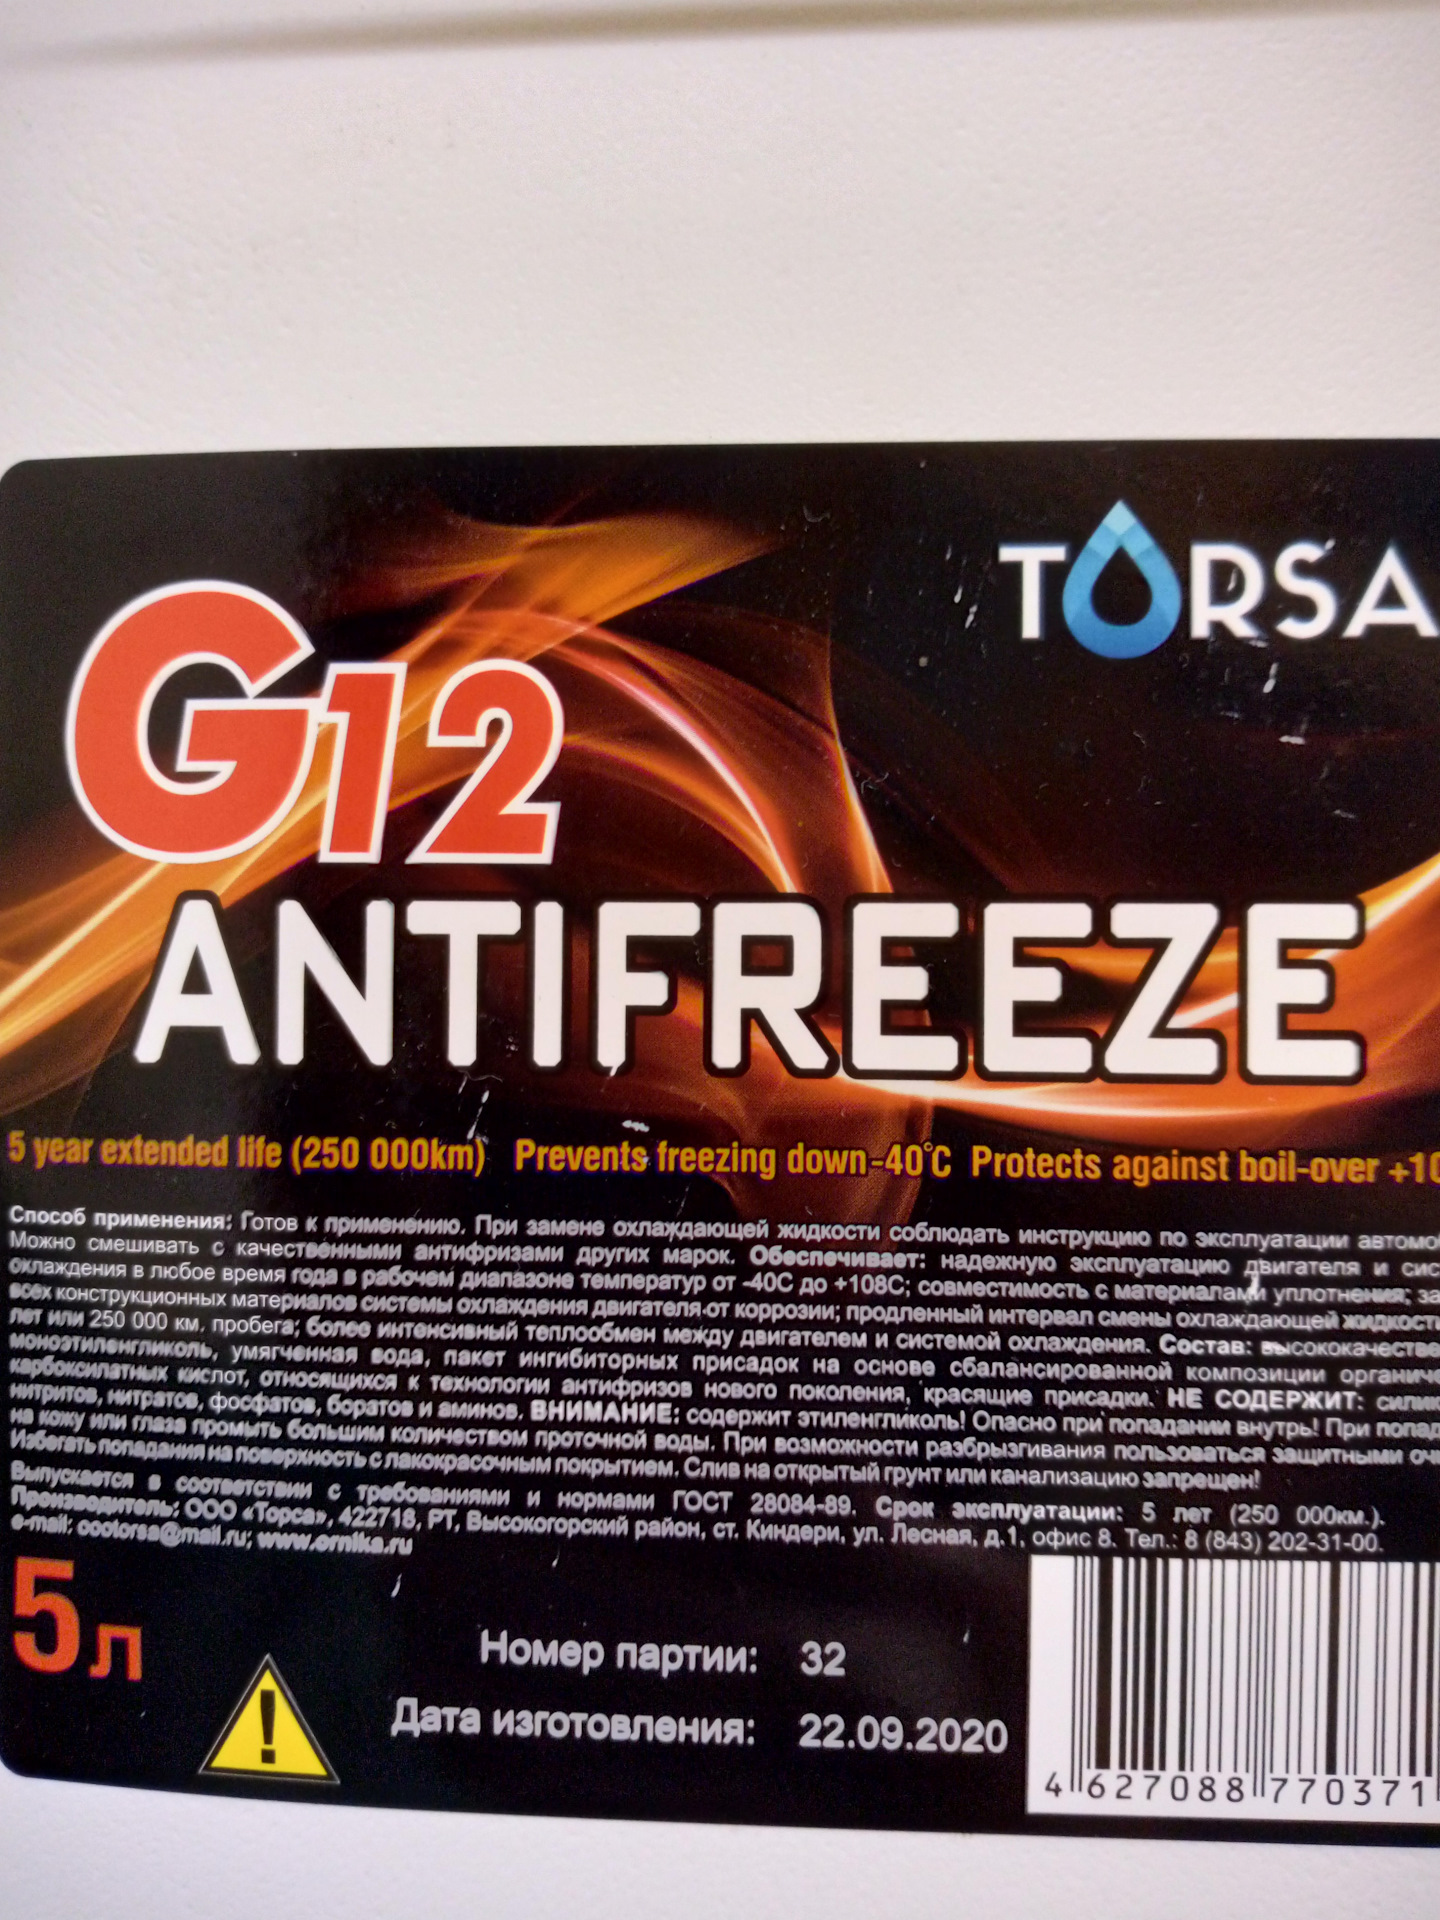 TORSA
G12
ANTIFREEZE
5 year extended life (250 000km) Prevents freezing down-40°C Protects against boil-over +10
Способ применения: Готов к применению. При замене охлаждающей жидкости соблюдать инструкцию по эксплуатации автомо
Можно смешивать с качественными антифризами других марок. Обеспечивает: надежную эксплуатацию двигателя и сис
охлаждения в любое время года в рабочем диапазоне температур от -40С до +108С; совместимость с материалами уплотнения; за
всех конструкционных материалов системы охлаждения двигателя от коррозии; продленный интервал смены охлаждающей жидкост
лет или 250 000 км. пробега; более интенсивный теплообмен между двигателем и системой охлаждения. Состав: высококачестве
моноэтиленгликоль, умягченная вода, пакет ингибиторных присадок на основе сбалансированной композиции органиче
карбоксилатных кислот, относящихся к технологии антифризов нового поколения, красящие присадки. НЕ СОДЕРЖИТ: силик
нитритов, нитратов, фосфатов, боратов и аминов. ВНИМАНИЕ: содержит этиленгликоль! Опасно при попадании внутрь! При попад
на кожу или глаза промыть большим количеством проточной воды. При возможности разбрызгивания пользоваться защитными очк
Избегать попадания на поверхность с лакокрасочным покрытием. Слив на открытый грунт или канализацию запрещен!
Выпускается в соответствии с требованиями и нормами ГОСТ 28084-89. Срок эксплуатации: 5 лет (250 000км.).
Производитель: ООО «Торса», 422718, РТ, Высокогорский район, ст. Киндери, ул. Лесная, д.1, офис 8. Тел.: 8 (843) 202-31-00.
e-mail: oootorsa@mail.ru; www.ornika.ru
5л
Номер партии: 32
Дата изготовления: 22.09.2020
4 627088 770371